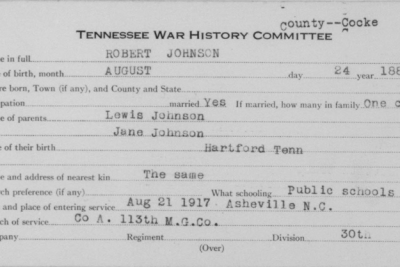 County--Cocke
TENNESSEE WAR HISTORY COMMITTEE
e in full ROBERT JOHNSON
of birth, month AUGUST day 24 year 188
re born, Town (if any), and County and State
pation married Yes If married, how many in family One c
e of parents Lewis Johnson
Jane Johnson
e of their birth Hartford Tenn
e and address of nearest kin The same
ch preference (if any) What schooling Public schools
and place of entering service Aug 21 1917 Asheville N.C.
ch of service Co A. 113th M.G.Co.
pany Regiment Division 30th
(Over)